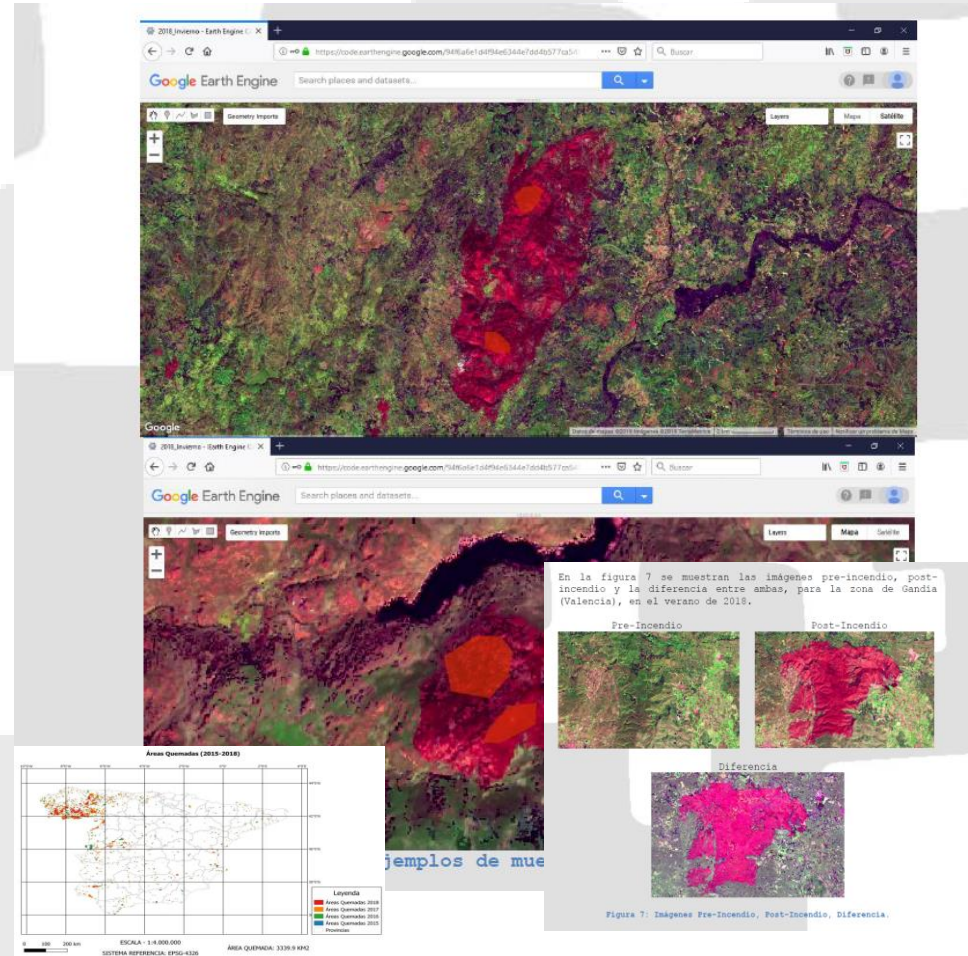 2018_Invierno - Earth Engine C
https://code.earthengine.google.com/
Buscar
Google Earth Engine
Search places and datasets...
Geometry Imports
Layers
Mapa
Satélite
Google
2018_Invierno - Earth Engine C
https://code.earthengine.google.com/
Buscar
Google Earth Engine
Search places and datasets...
Geometry Imports
Layers
Mapa
Satélite
En la figura 7 se muestran las imágenes pre-incendio, post-
incendio y la diferencia entre ambas, para la zona de Gandía
(Valencia), en el verano de 2018.
Pre-Incendio
Post-Incendio
Diferencia
Figura 7: Imágenes Pre-Incendio, Post-Incendio, Diferencia.
jemplos de mue
Áreas Quemadas (2015-2018)
Leyenda
Áreas Quemadas 2018
Áreas Quemadas 2017
Áreas Quemadas 2016
Áreas Quemadas 2015
Provincias
0 100 200 km
ESCALA - 1:4.000.000
SISTEMA REFERENCIA: EPSG-4326
ÁREA QUEMADA: 3339.9 KM2